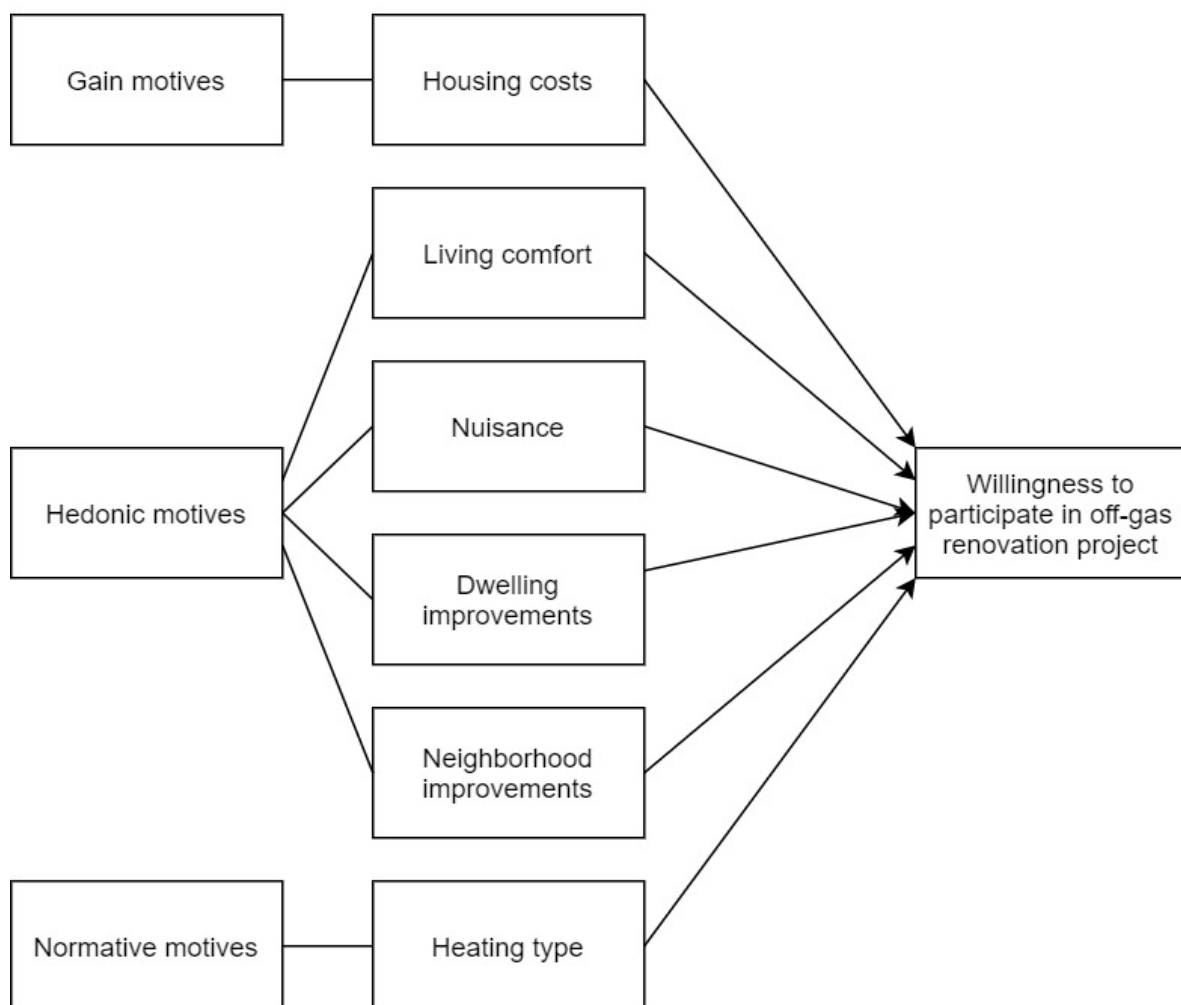 Gain motives
Housing costs
Living comfort
Nuisance
Hedonic motives
Willingness to
participate in off-gas
renovation project
Dwelling
improvements
Neighborhood
improvements
Normative motives
Heating type